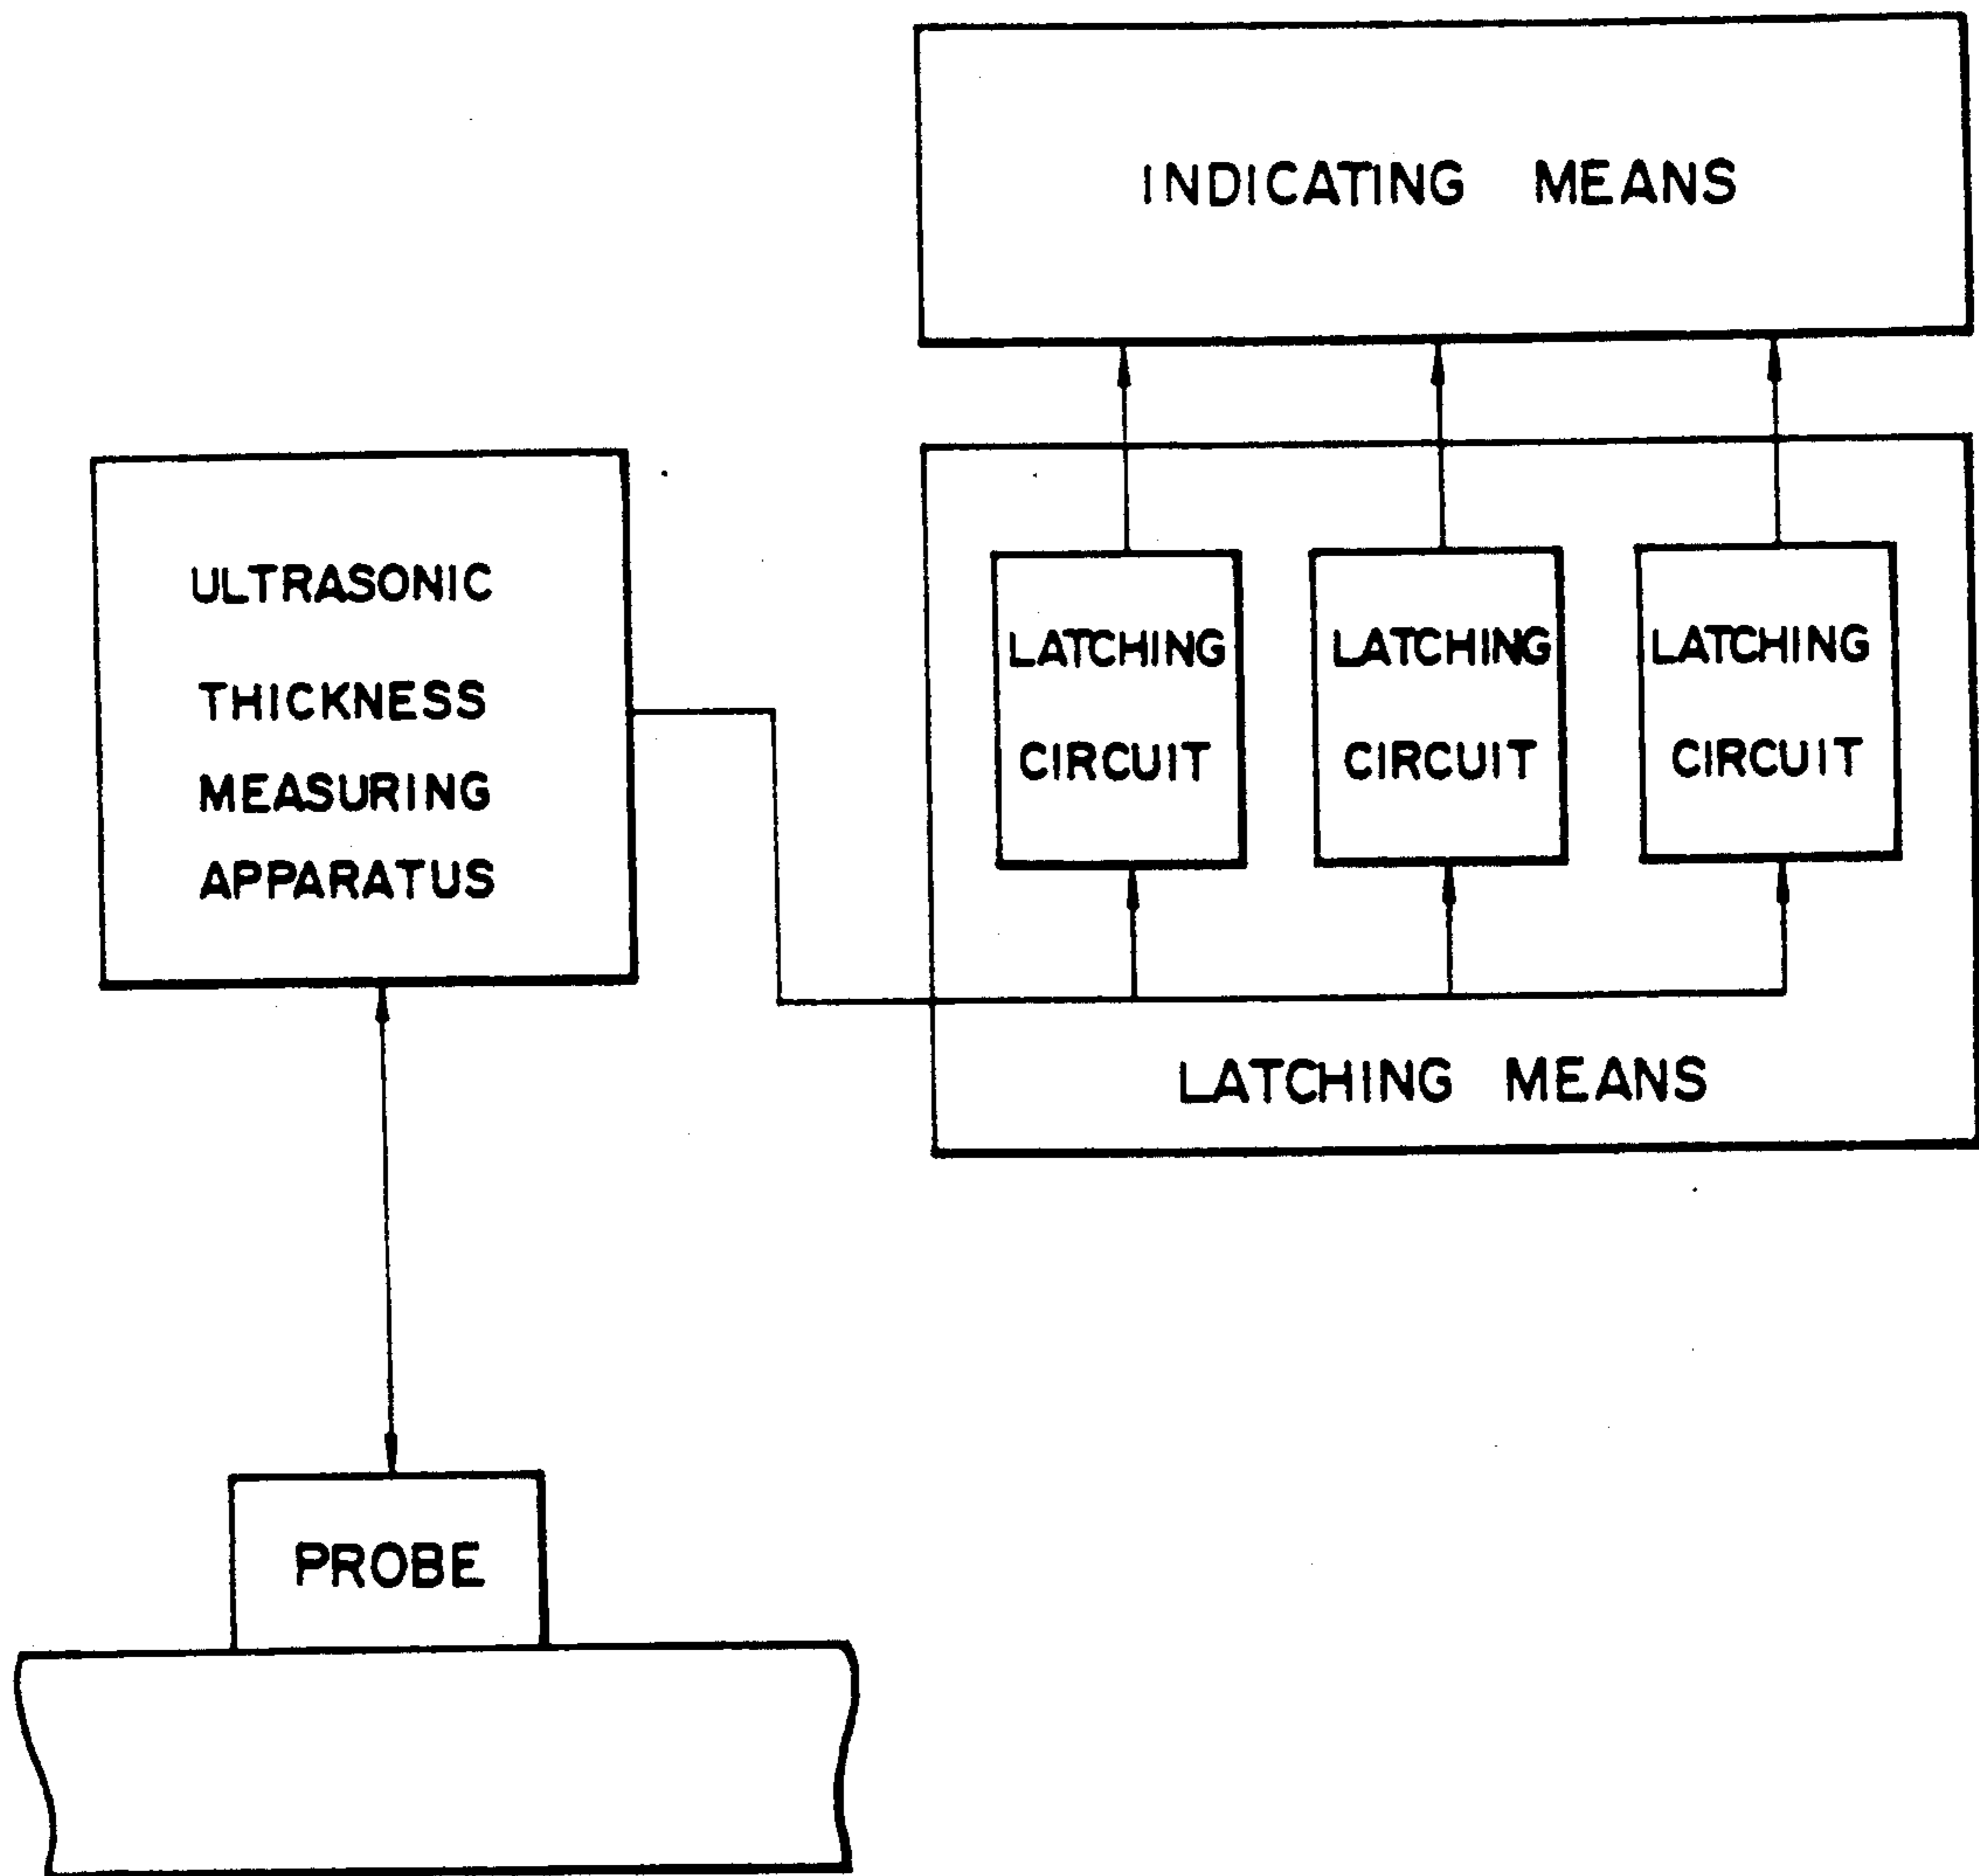 INDICATING MEANS
ULTRASONIC
THICKNESS
MEASURING
APPARATUS
LATCHING
CIRCUIT
LATCHING
CIRCUIT
LATCHING
CIRCUIT
LATCHING MEANS
PROBE